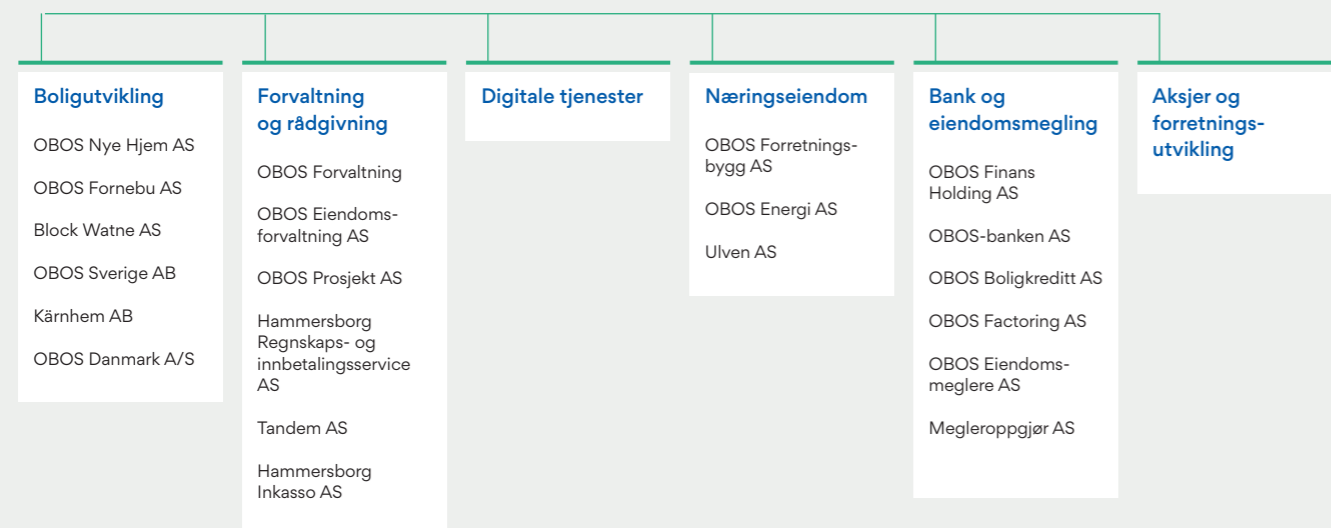 Boligutvikling
OBOS Nye Hjem AS
OBOS Fornebu AS
Block Watne AS
OBOS Sverige AB
Kärnhem AB
OBOS Danmark A/S
Forvaltning
og rådgivning
OBOS Forvaltning
OBOS Eiendoms-
forvaltning AS
OBOS Prosjekt AS
Hammersborg
Regnskaps- og
innbetalingsservice
AS
Tandem AS
Hammersborg
Inkasso AS
Digitale tjenester
Næringseiendom
OBOS Forretnings-
bygg AS
OBOS Energi AS
Ulven AS
Bank og
eiendomsmegling
OBOS Finans
Holding AS
OBOS-banken AS
OBOS Boligkreditt AS
OBOS Factoring AS
OBOS Eiendoms-
meglere AS
Megleroppgjør AS
Aksjer og
forretnings-
utvikling